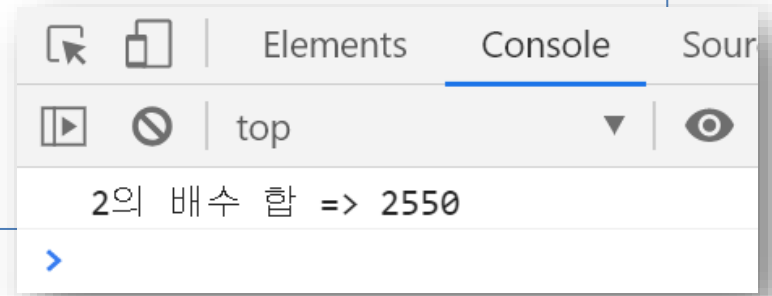 Elements Console Sour
top
2의 배수 합 => 2550